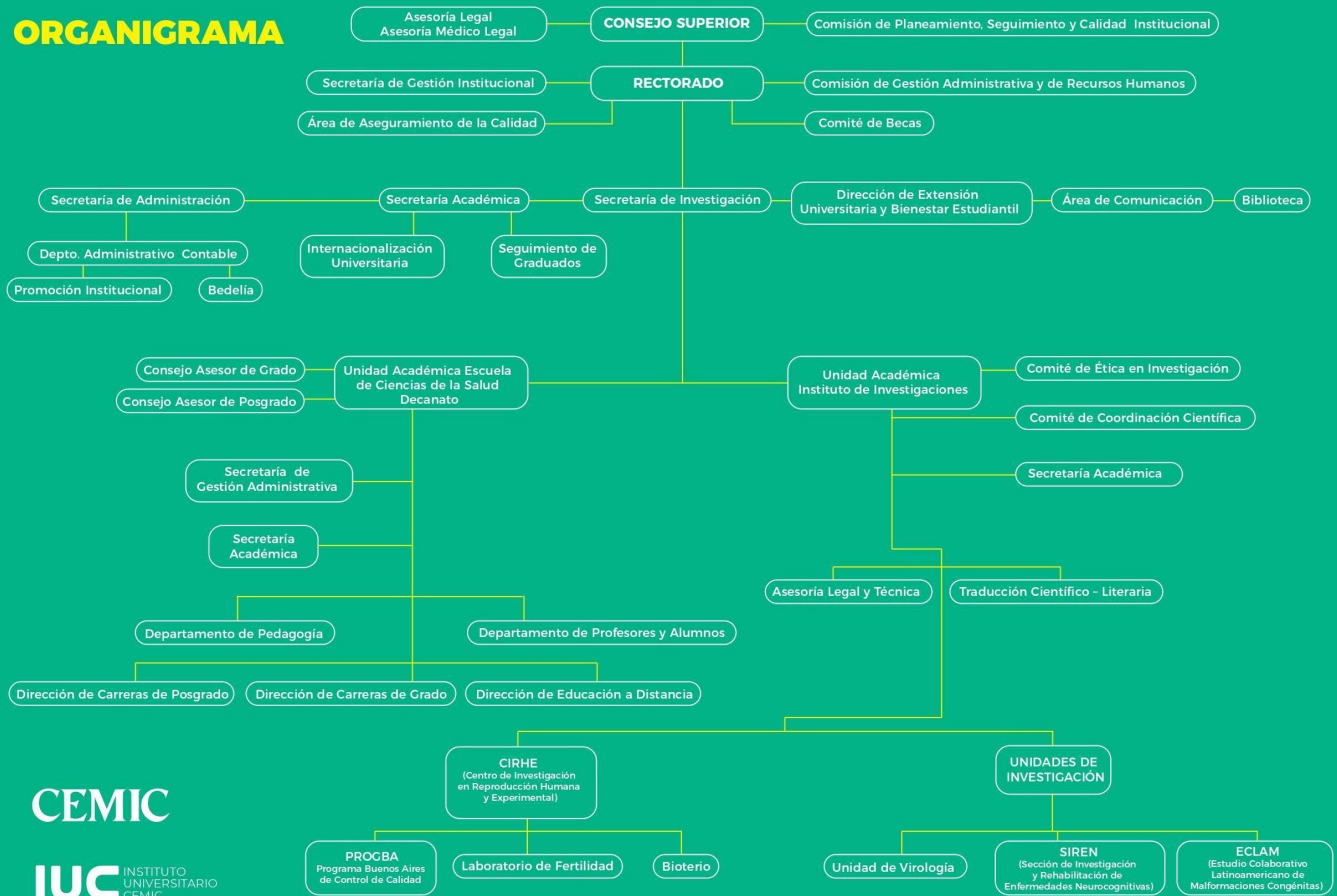 ORGANIGRAMA
Asesoría Legal
Asesoría Médico Legal
CONSEJO SUPERIOR
Comisión de Planeamiento, Seguimiento y Calidad Institucional
Secretaría de Gestión Institucional
RECTORADO
Comisión de Gestión Administrativa y de Recursos Humanos
Área de Aseguramiento de la Calidad
Comité de Becas
Secretaría de Administración
Secretaría Académica
Secretaría de Investigación
Dirección de Extensión
Universitaria y Bienestar Estudiantil
Área de Comunicación
Biblioteca
Depto. Administrativo Contable
Internacionalización
Universitaria
Seguimiento de
Graduados
Promoción Institucional
Bedelía
Consejo Asesor de Grado
Consejo Asesor de Posgrado
Unidad Académica Escuela
de Ciencias de la Salud
Decanato
Unidad Académica
Instituto de Investigaciones
Comité de Ética en Investigación
Comité de Coordinación Científica
Secretaría Académica
Secretaría de
Gestión Administrativa
Secretaría
Académica
Asesoría Legal y Técnica
Traducción Científico – Literaria
Departamento de Pedagogía
Departamento de Profesores y Alumnos
Dirección de Carreras de Posgrado
Dirección de Carreras de Grado
Dirección de Educación a Distancia
CIRHE
(Centro de Investigación
en Reproducción Humana
y Experimental)
UNIDADES DE
INVESTIGACIÓN
PROGBA
Programa Buenos Aires
de Control de Calidad
Laboratorio de Fertilidad
Bioterio
Unidad de Virología
SIREN
(Sección de Investigación
y Rehabilitación de
Enfermedades Neurocognitivas)
ECLAM
(Estudio Colaborativo
Latinoamericano de
Malformaciones Congénitas)
CEMIC
IUC
INSTITUTO
UNIVERSITARIO
CEMIC